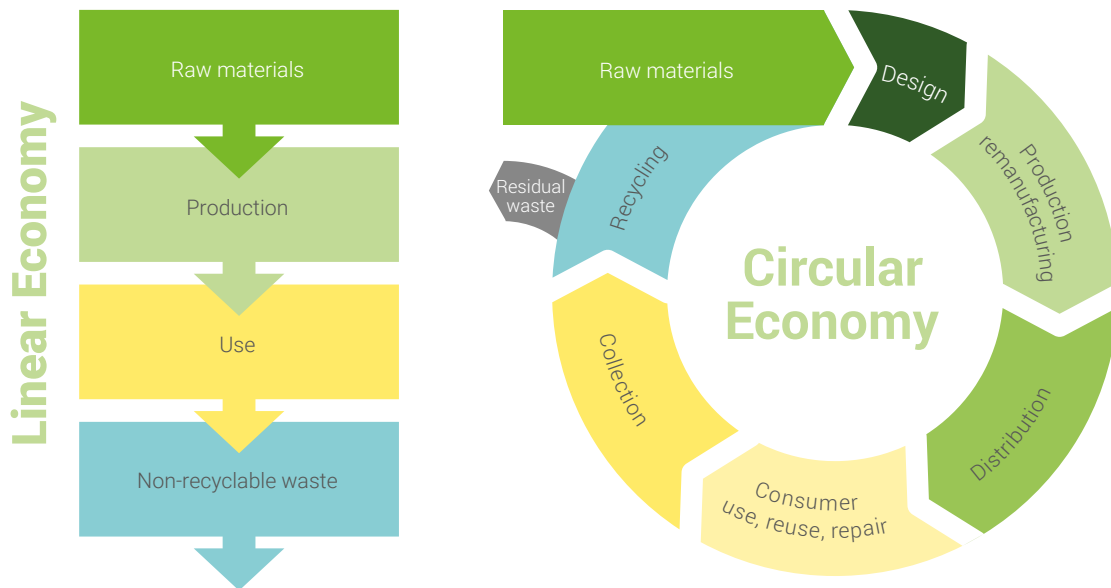 Linear Economy
Raw materials
Production
Use
Non-recyclable waste
Raw materials
Design
Production
remanufacturing
Distribution
Consumer
use, reuse, repair
Collection
Recycling
Residual
waste
Circular
Economy